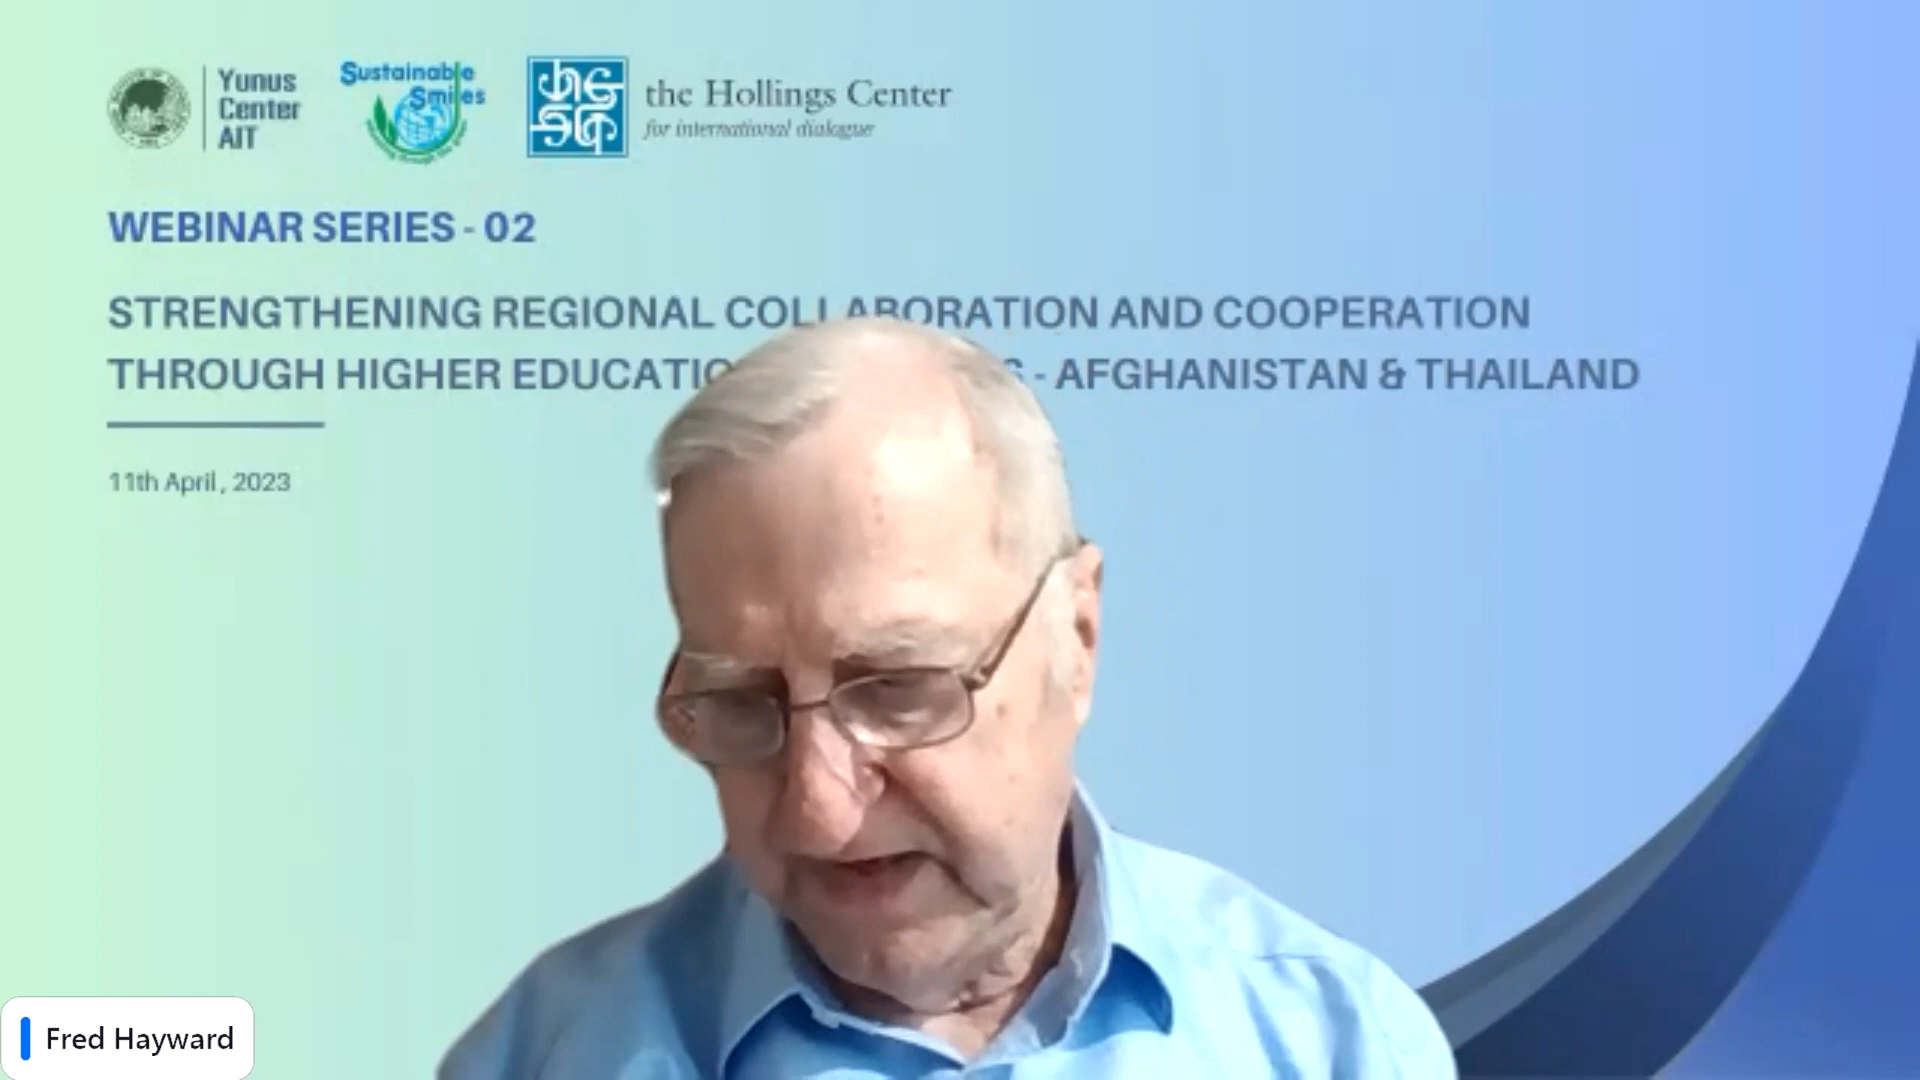 Yunus
Center
AIT
Sustainable
Smiles
the Hollings Center
for international dialogue
WEBINAR SERIES - 02
STRENGTHENING REGIONAL COLLABORATION AND COOPERATION
THROUGH HIGHER EDUCATIO S - AFGHANISTAN & THAILAND
11th April, 2023
Fred Hayward